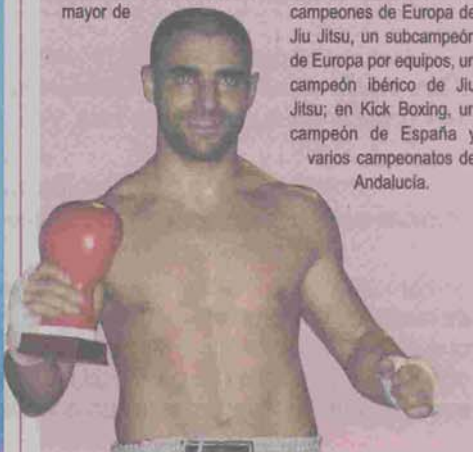 mayor de
campeones de Europa de
Jiu Jitsu, un subcampeón
de Europa por equipos, un
campeón ibérico de Jiu
Jitsu; en Kick Boxing, un
campeón de España y
varios campeonatos de
Andalucía.